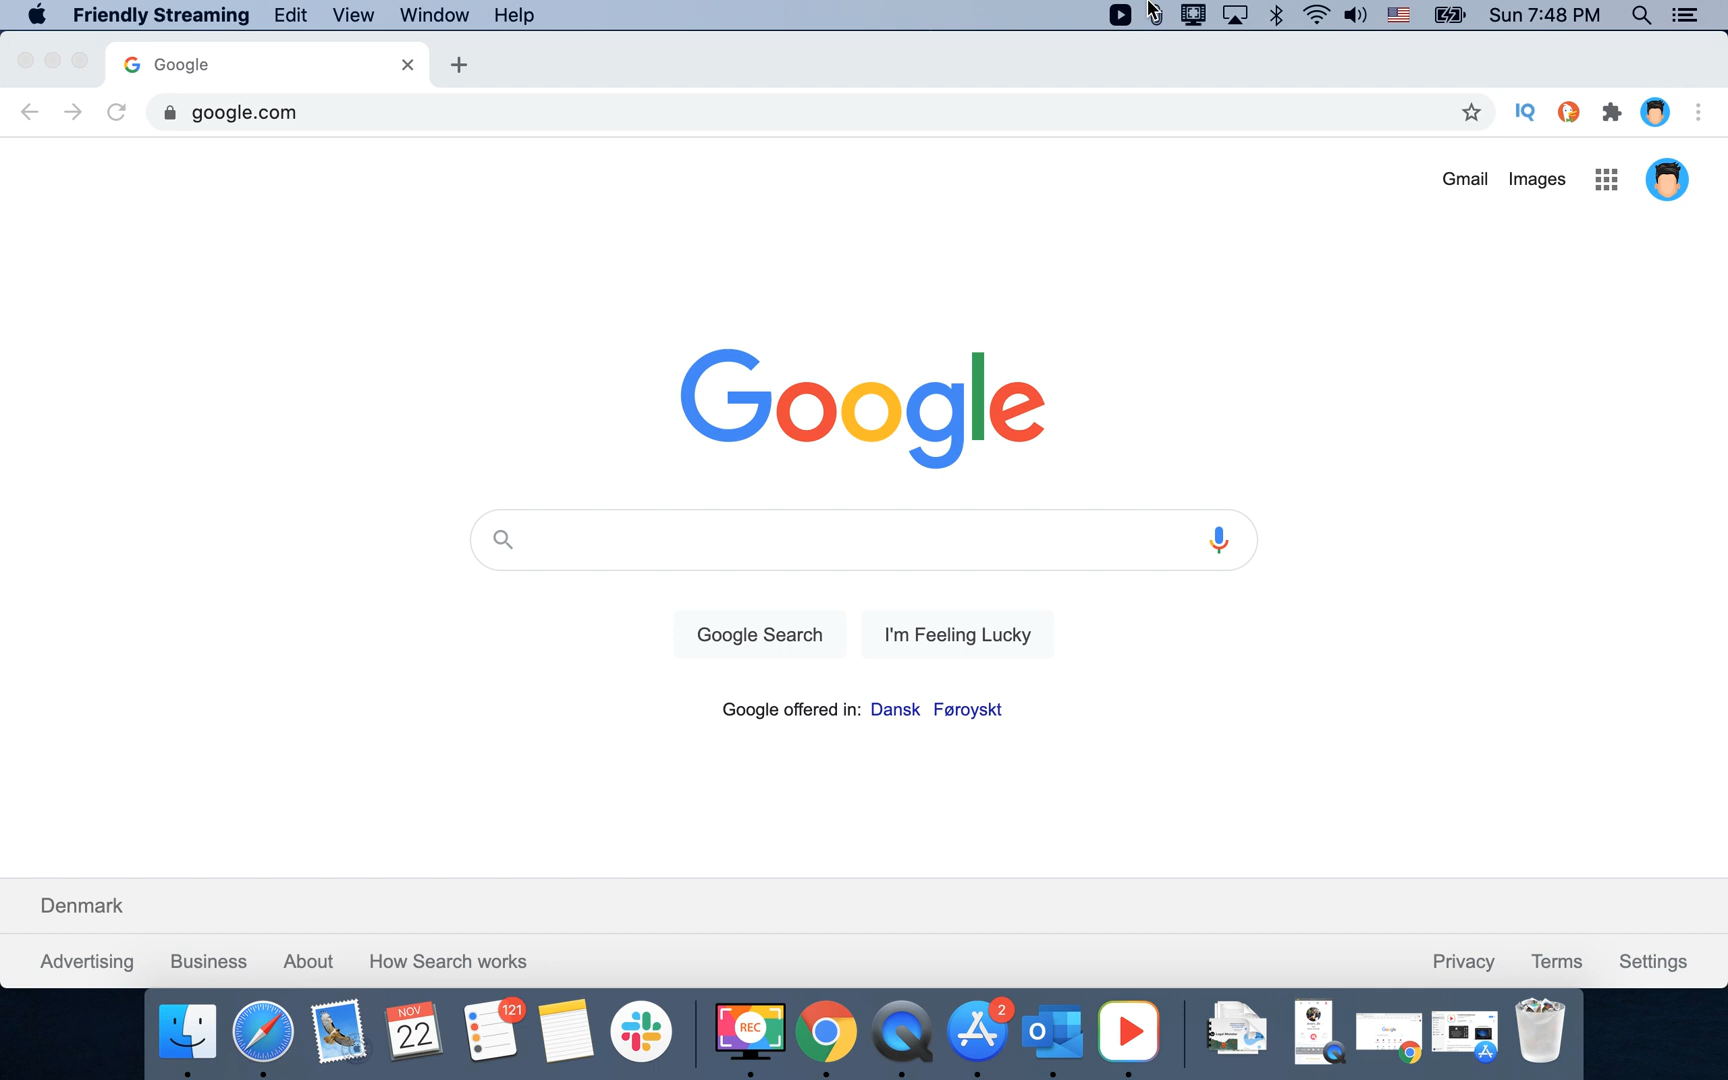 Friendly Streaming Edit View Window Help Sun 7:48 PM
Google
google.com IQ
Gmail Images
Google
Google Search I'm Feeling Lucky
Google offered in: Dansk Føroyskt
Denmark
Advertising Business About How Search works Privacy Terms Settings
NOV
22
121
REC
2
O